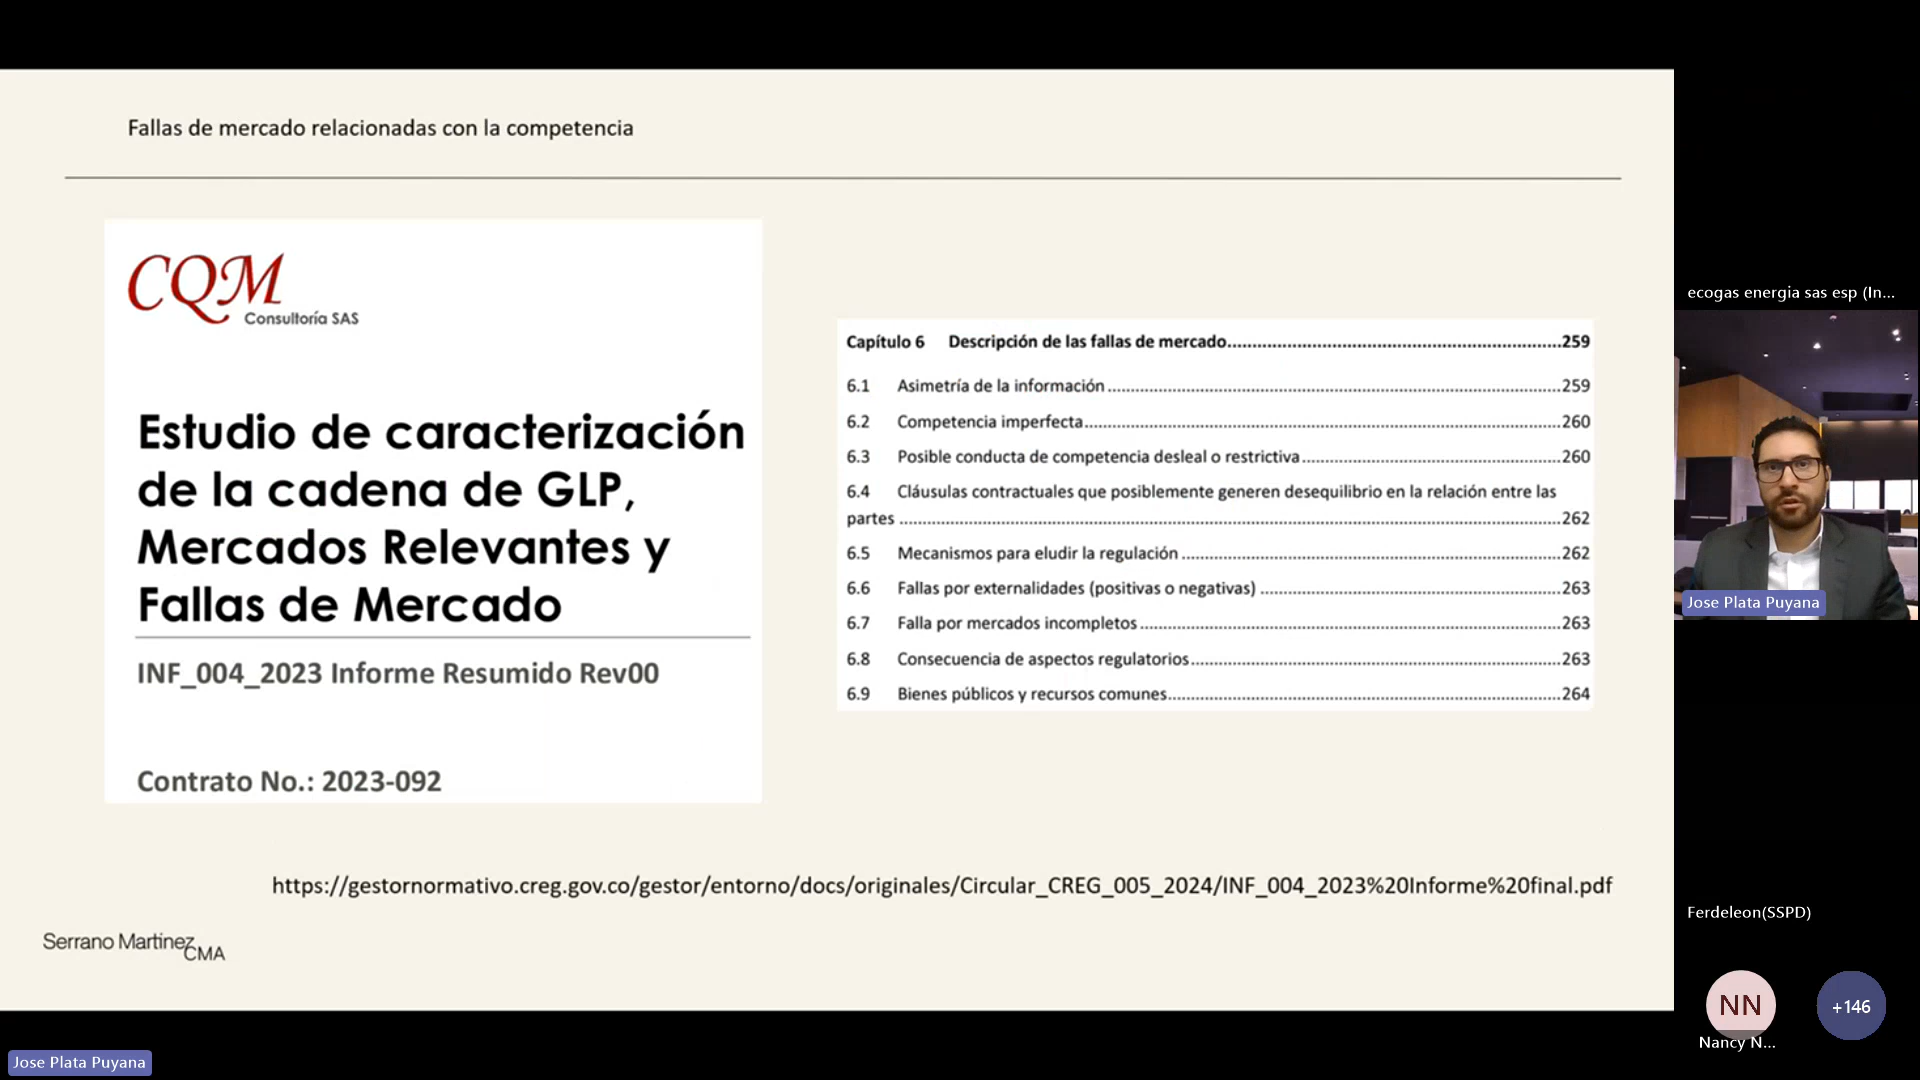 Fallas de mercado relacionadas con la competencia
CQM
Consultoría SAS
Estudio de caracterización
de la cadena de GLP,
Mercados Relevantes y
Fallas de Mercado
INF_004_2023 Informe Resumido Rev00
Contrato No.: 2023-092
Capítulo 6 Descripción de las fallas de mercado....................259
6.1 Asimetría de la información....................259
6.2 Competencia imperfecta....................260
6.3 Posible conducta de competencia desleal o restrictiva....................260
6.4 Cláusulas contractuales que posiblemente generen desequilibrio en la relación entre las
partes....................262
6.5 Mecanismos para eludir la regulación....................262
6.6 Fallas por externalidades (positivas o negativas)....................263
6.7 Falla por mercados incompletos....................263
6.8 Consecuencia de aspectos regulatorios....................263
6.9 Bienes públicos y recursos comunes....................264
https://gestornormativo.creg.gov.co/gestor/entorno/docs/originales/Circular_CREG_005_2024/INF_004_2023%20Informe%20final.pdf
Serrano Martinez
CMA
ecogas energia sas esp (In...
Jose Plata Puyana
Ferdeleon(SSPD)
NN
+146
Nancy N...
Jose Plata Puyana